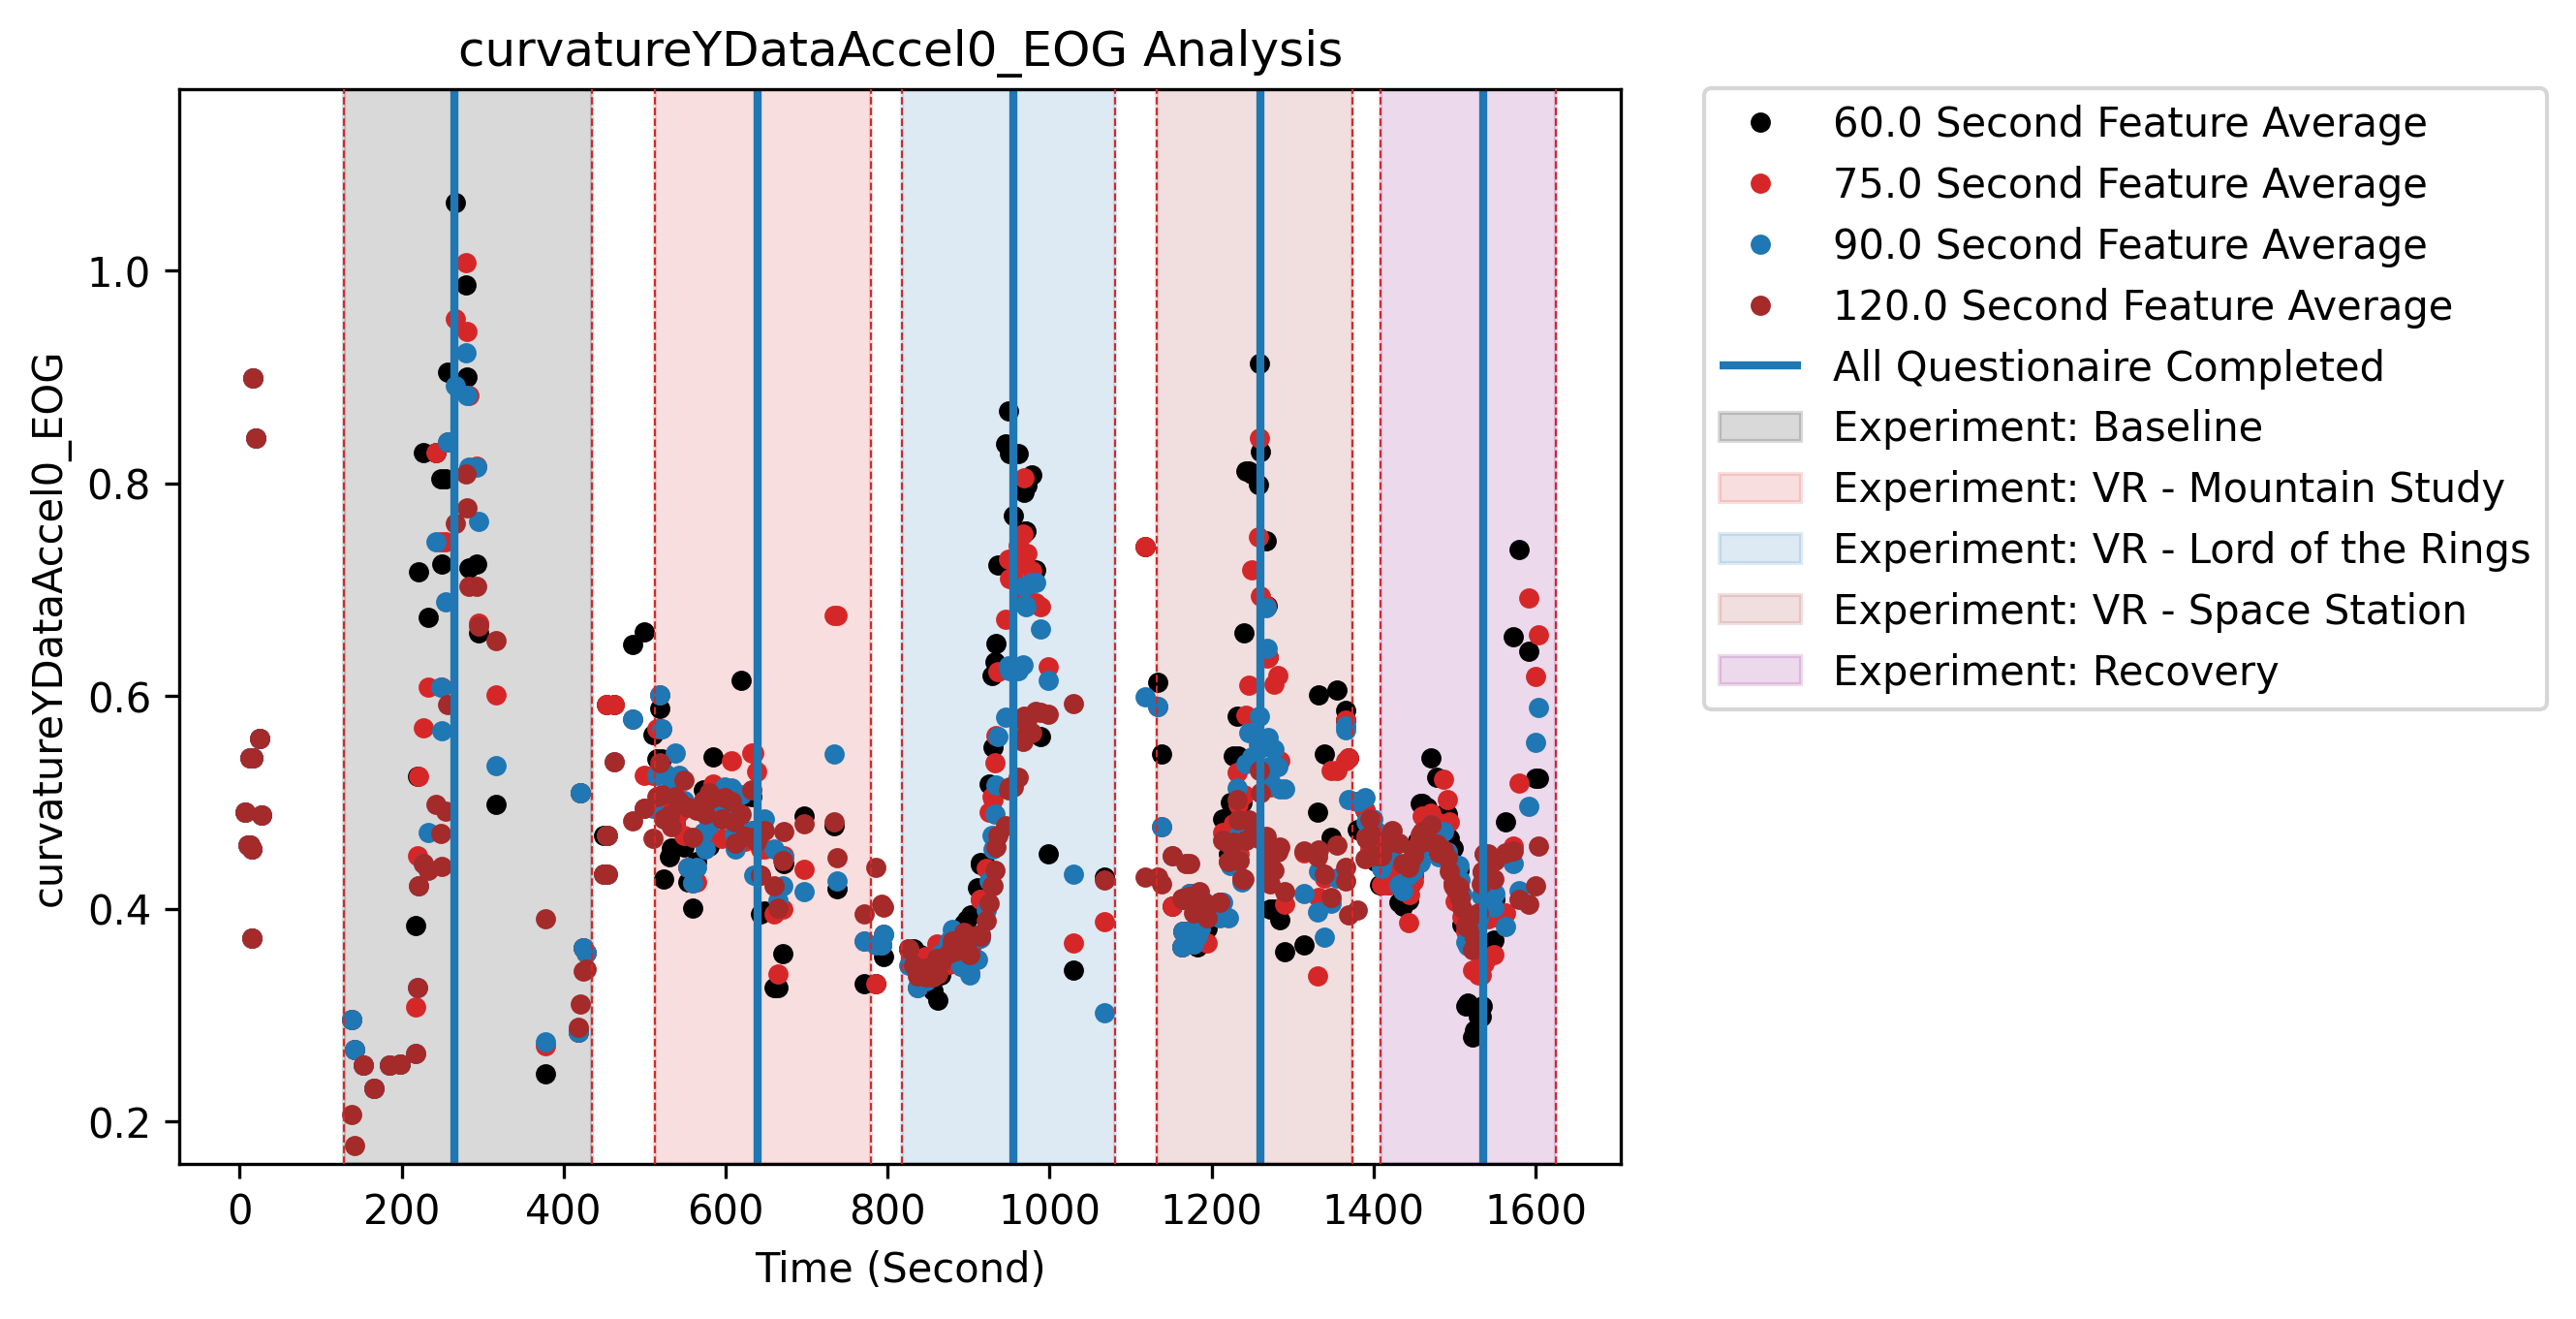 curvatureYDataAccel0_EOG Analysis
curvatureYDataAccel0_EOG
1.0
0.8
0.6
0.4
0.2
0 200 400 600 800 1000 1200 1400 1600
Time (Second)
60.0 Second Feature Average
75.0 Second Feature Average
90.0 Second Feature Average
120.0 Second Feature Average
All Questionaire Completed
Experiment: Baseline
Experiment: VR - Mountain Study
Experiment: VR - Lord of the Rings
Experiment: VR - Space Station
Experiment: Recovery